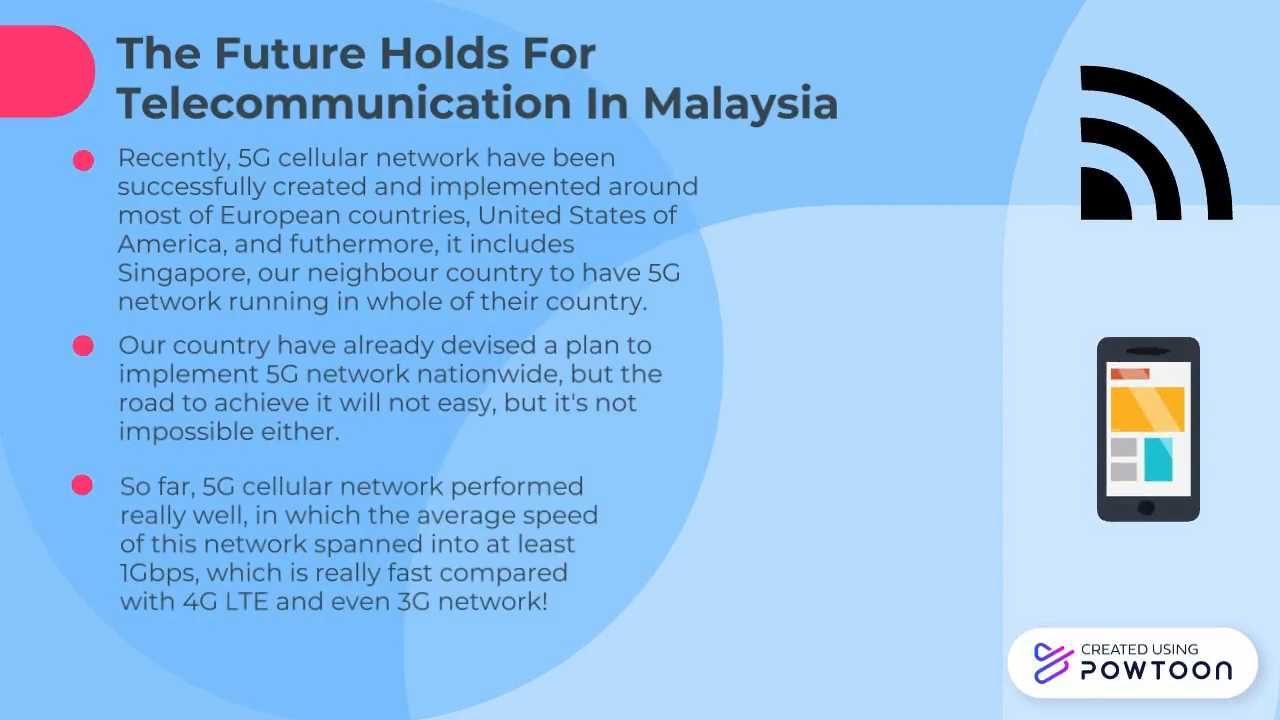 The Future Holds For
Telecommunication In Malaysia
Recently, 5G cellular network have been
successfully created and implemented around
most of European countries, United States of
America, and futhermore, it includes
Singapore, our neighbour country to have 5G
network running in whole of their country.
Our country have already devised a plan to
implement 5G network nationwide, but the
road to achieve it will not easy, but it's not
impossible either.
So far, 5G cellular network performed
really well, in which the average speed
of this network spanned into at least
1Gbps, which is really fast compared
with 4G LTE and even 3G network!
CREATED USING
POWTOON